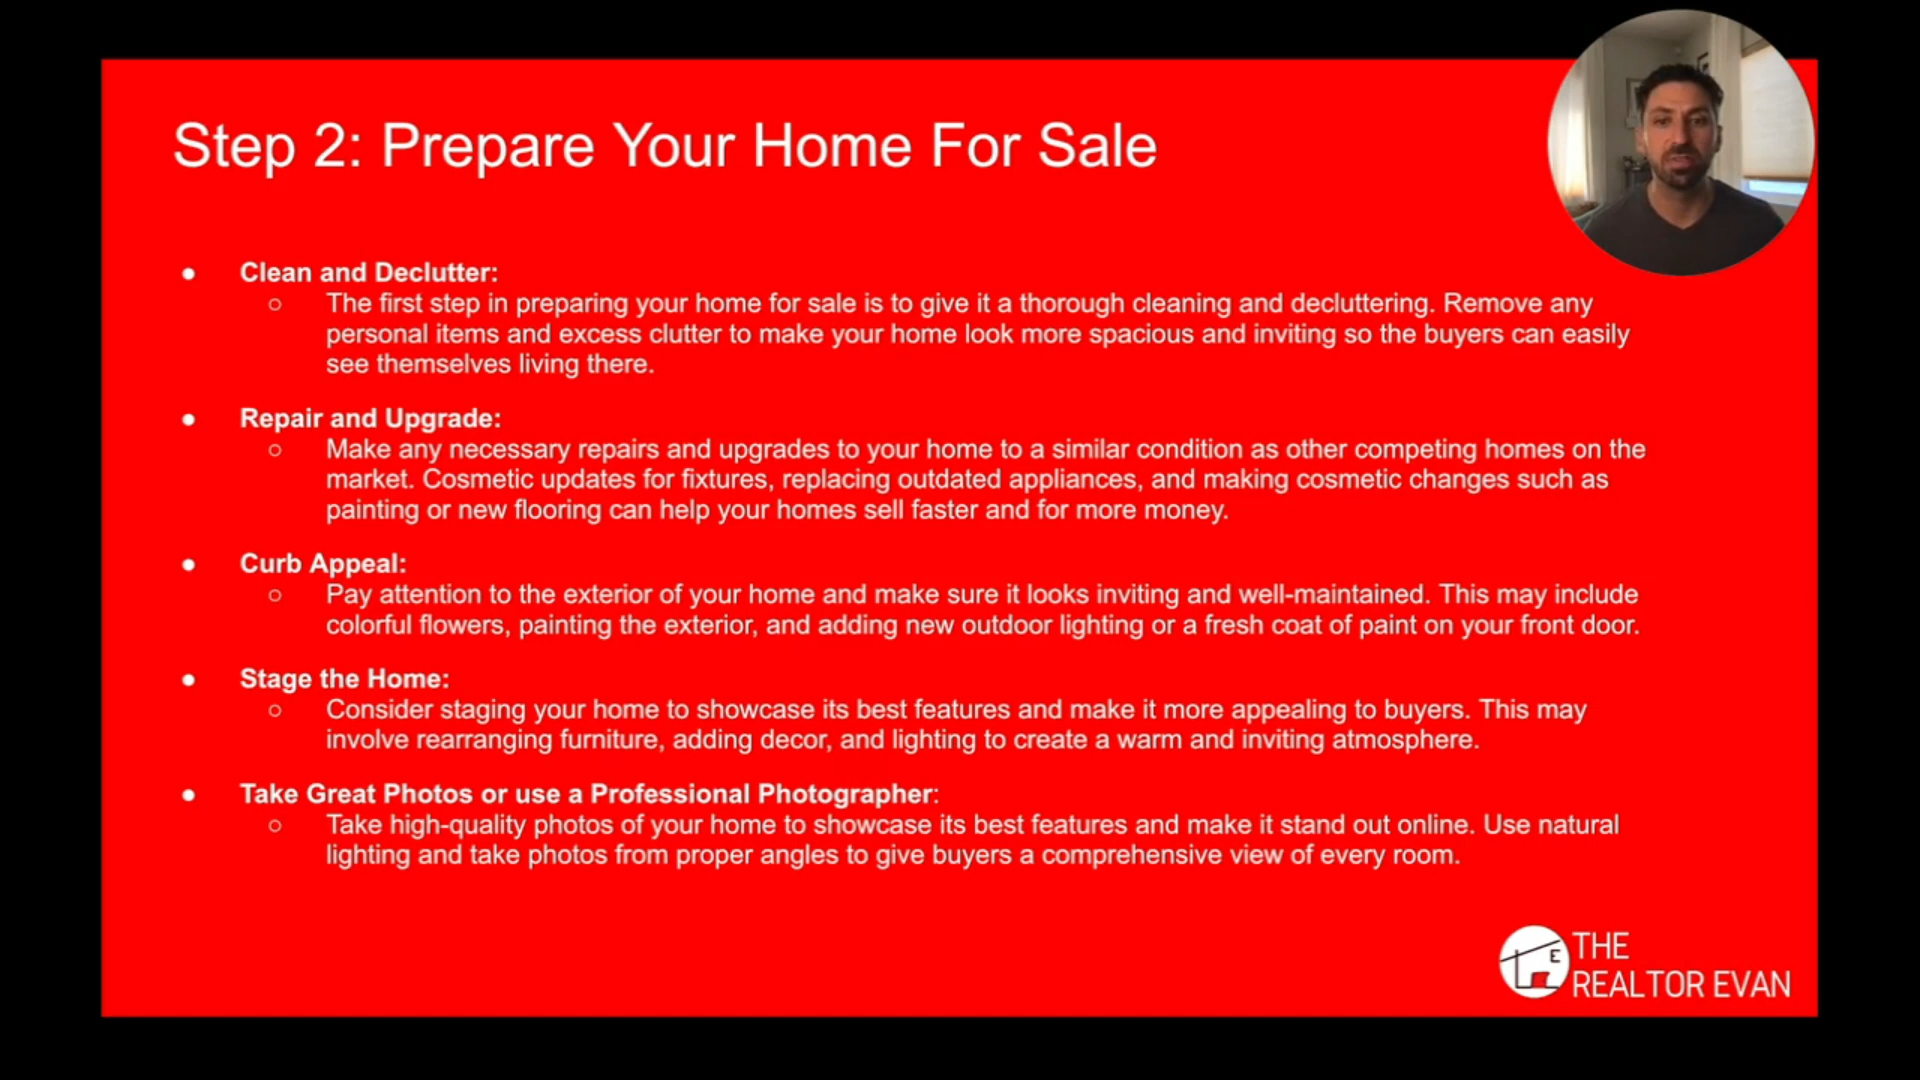 Step 2: Prepare Your Home For Sale
● Clean and Declutter:
○ The first step in preparing your home for sale is to give it a thorough cleaning and decluttering. Remove any
personal items and excess clutter to make your home look more spacious and inviting so the buyers can easily
see themselves living there.
● Repair and Upgrade:
○ Make any necessary repairs and upgrades to your home to a similar condition as other competing homes on the
market. Cosmetic updates for fixtures, replacing outdated appliances, and making cosmetic changes such as
painting or new flooring can help your homes sell faster and for more money.
● Curb Appeal:
○ Pay attention to the exterior of your home and make sure it looks inviting and well-maintained. This may include
colorful flowers, painting the exterior, and adding new outdoor lighting or a fresh coat of paint on your front door.
● Stage the Home:
○ Consider staging your home to showcase its best features and make it more appealing to buyers. This may
involve rearranging furniture, adding decor, and lighting to create a warm and inviting atmosphere.
● Take Great Photos or use a Professional Photographer:
○ Take high-quality photos of your home to showcase its best features and make it stand out online. Use natural
lighting and take photos from proper angles to give buyers a comprehensive view of every room.
E
THE
REALTOR EVAN